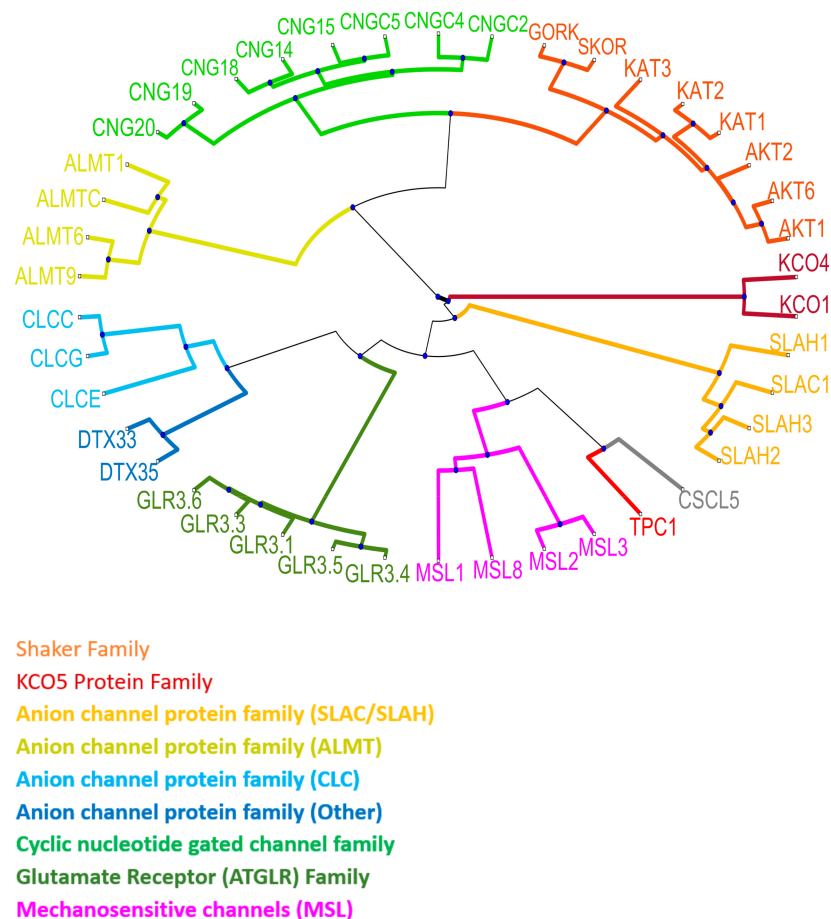 CNG20
CNG19
CNG18
CNG14
CNG15
CNGC5
CNGC4
CNGC2
GORK
SKOR
KAT3
KAT2
KAT1
AKT2
AKT6
AKT1
KCO4
KCO1
SLAH1
SLAC1
SLAH3
SLAH2
CSCL5
TPC1
MSL3
MSL2
MSL8
MSL1
GLR3.4
GLR3.5
GLR3.1
GLR3.3
GLR3.6
DTX35
DTX33
CLCE
CLCG
CLCC
ALMT9
ALMT6
ALMTC
ALMT1
Shaker Family
KCO5 Protein Family
Anion channel protein family (SLAC/SLAH)
Anion channel protein family (ALMT)
Anion channel protein family (CLC)
Anion channel protein family (Other)
Cyclic nucleotide gated channel family
Glutamate Receptor (ATGLR) Family
Mechanosensitive channels (MSL)